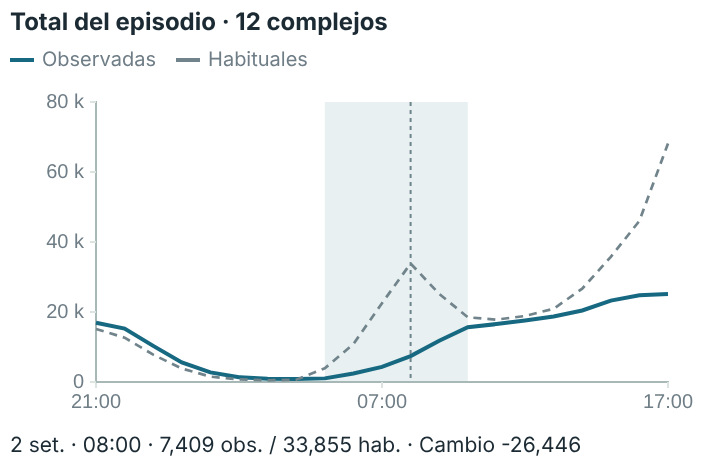 Total del episodio · 12 complejos
Observadas Habituales
80 k
60 k
40 k
20 k
0
21:00 07:00 17:00
2 set. · 08:00 · 7,409 obs. / 33,855 hab. · Cambio -26,446